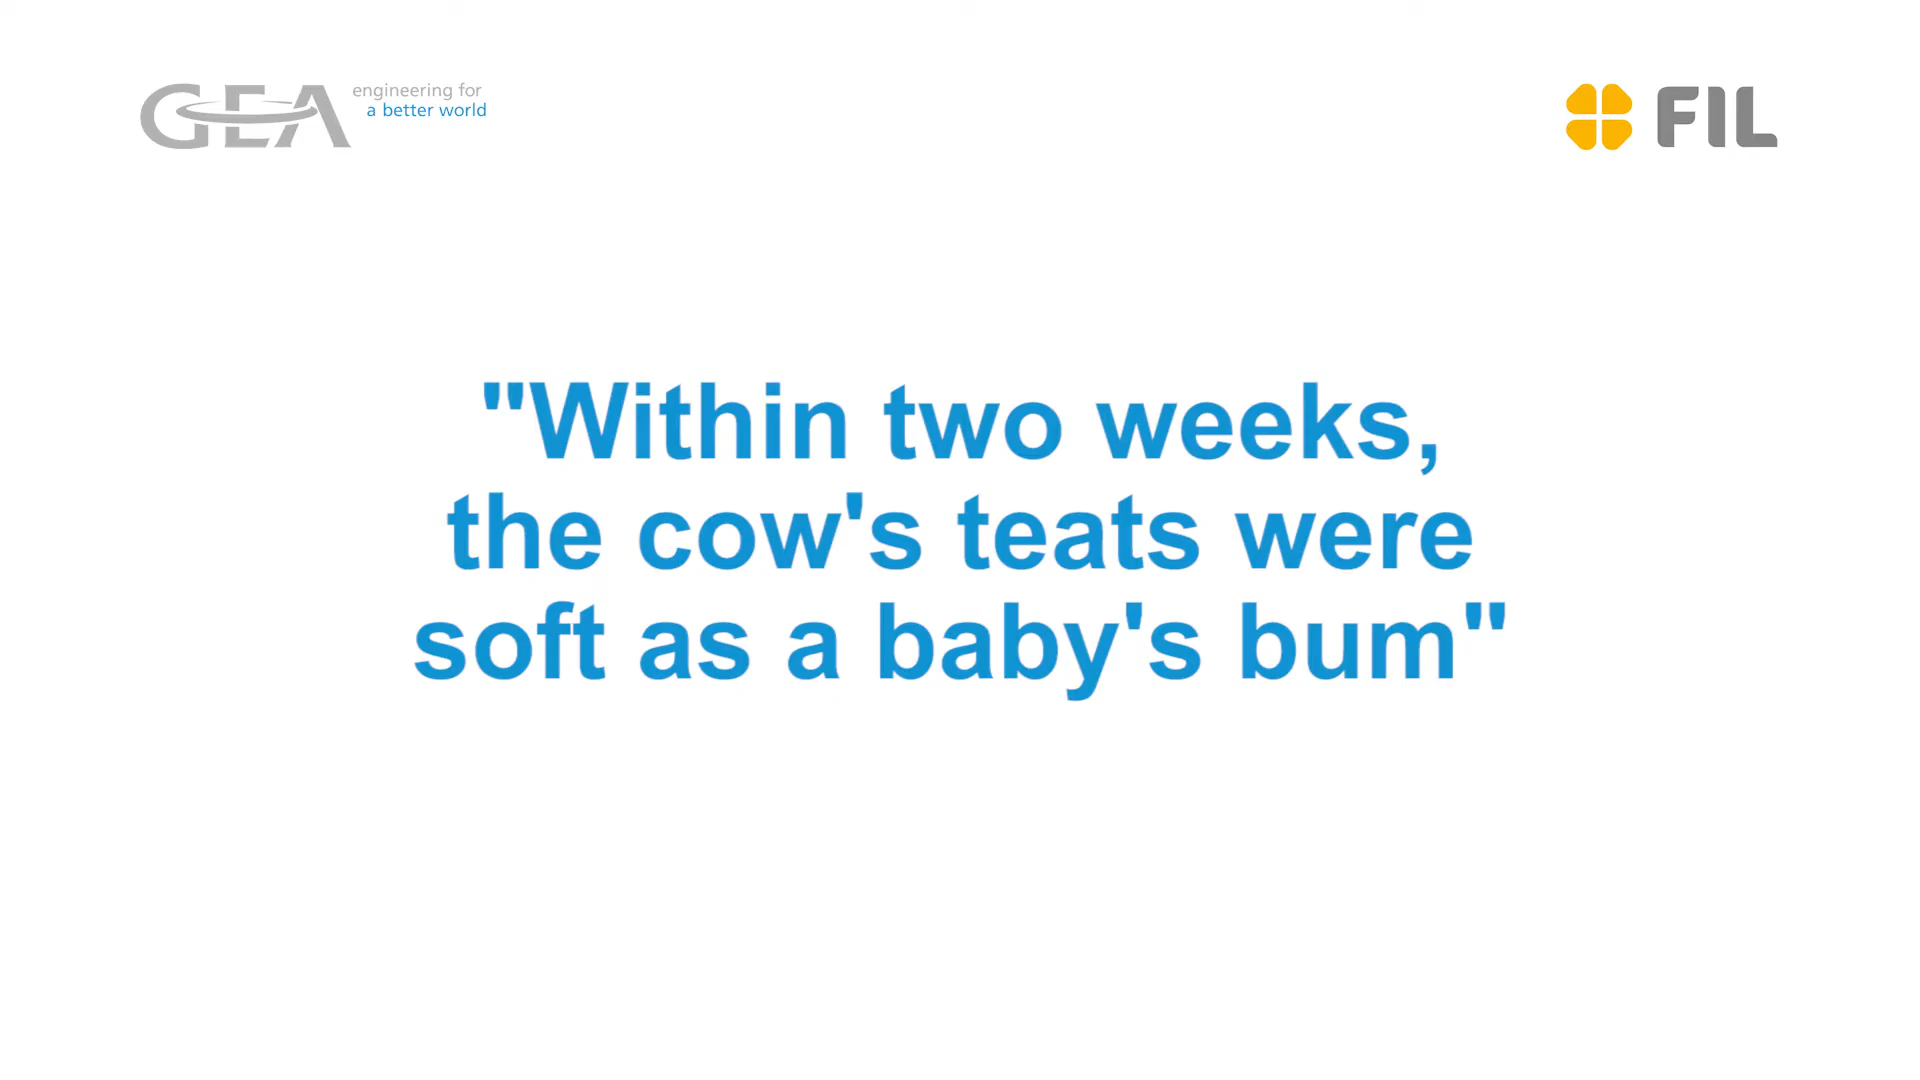 GEA
engineering for
a better world
FIL
"Within two weeks,
the cow's teats were
soft as a baby's bum"